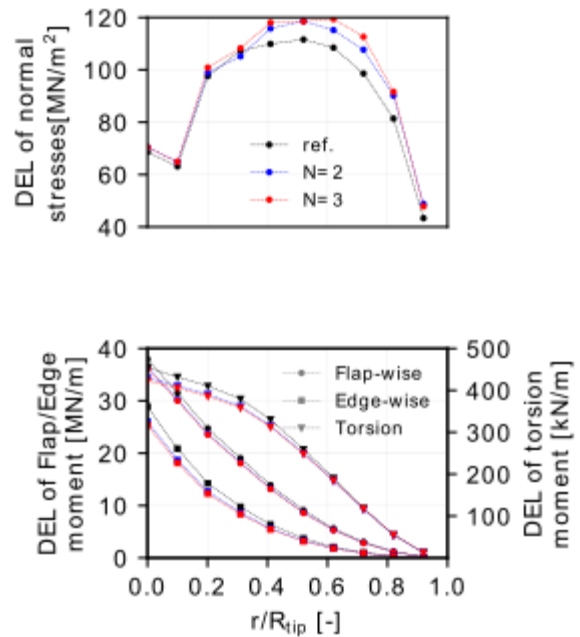 120
100
80
60
40
DEL of normal
stresses[MN/m²]
ref.
N= 2
N= 3
40
30
20
10
0
DEL of Flap/Edge
moment [MN/m]
500
400
300
200
100
DEL of torsion
moment [kN/m]
Flap-wise
Edge-wise
Torsion
0.0 0.2 0.4 0.6 0.8 1.0
r/R_tip [-]